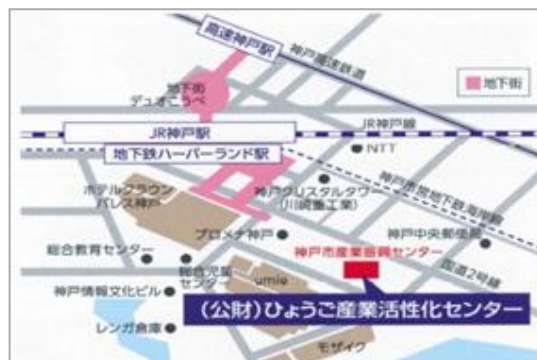 高速神戸駅
神戸高速鉄道
地下街
デュオこうべ
地下街
JR神戸駅
JR神戸線
地下鉄ハーバーランド駅
NTT
神戸市営地下鉄海岸線
ホテルクラウン
パレス神戸
神戸クリスタルタワー
(川崎重工業)
プロメナ神戸
神戸中央郵便局
総合教育センター
総合児童
センター
umie
神戸市産業振興センター
国道2号線
神戸情報文化ビル
(公財)ひょうご産業活性化センター
レンガ倉庫
モザイク